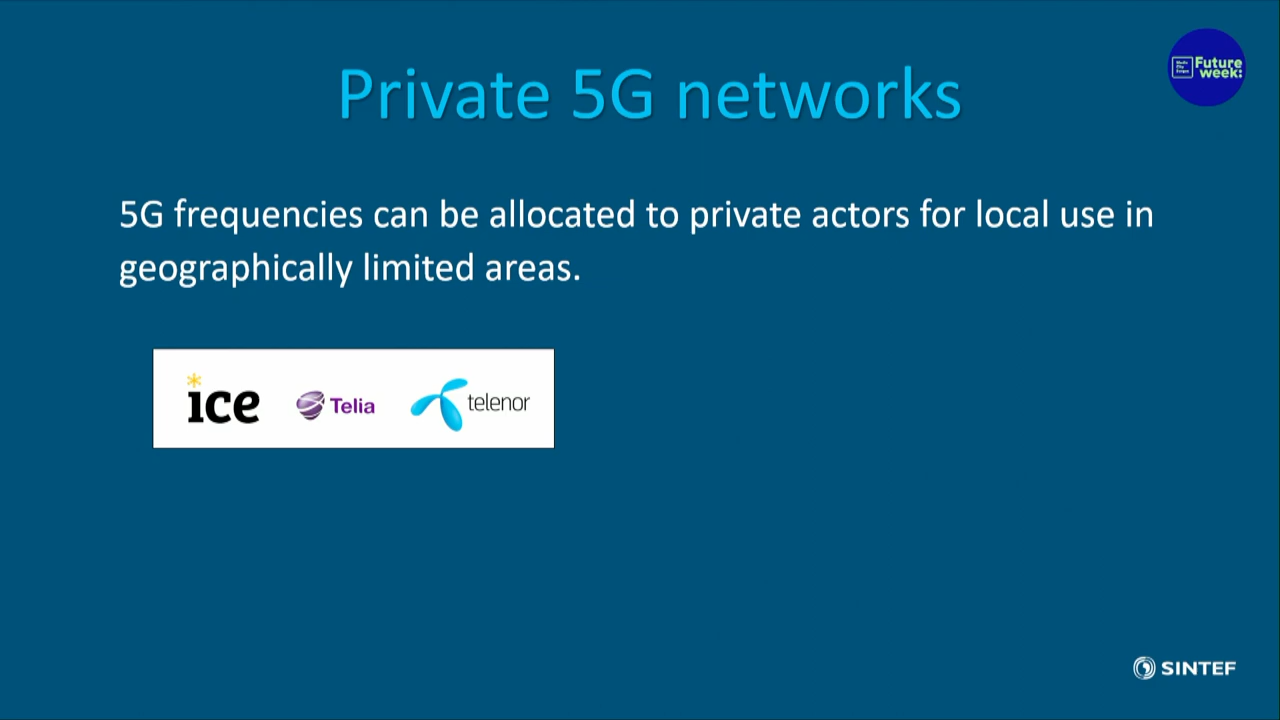 Private 5G networks
Future
week:
5G frequencies can be allocated to private actors for local use in
geographically limited areas.
ice
Telia
telenor
SINTEF